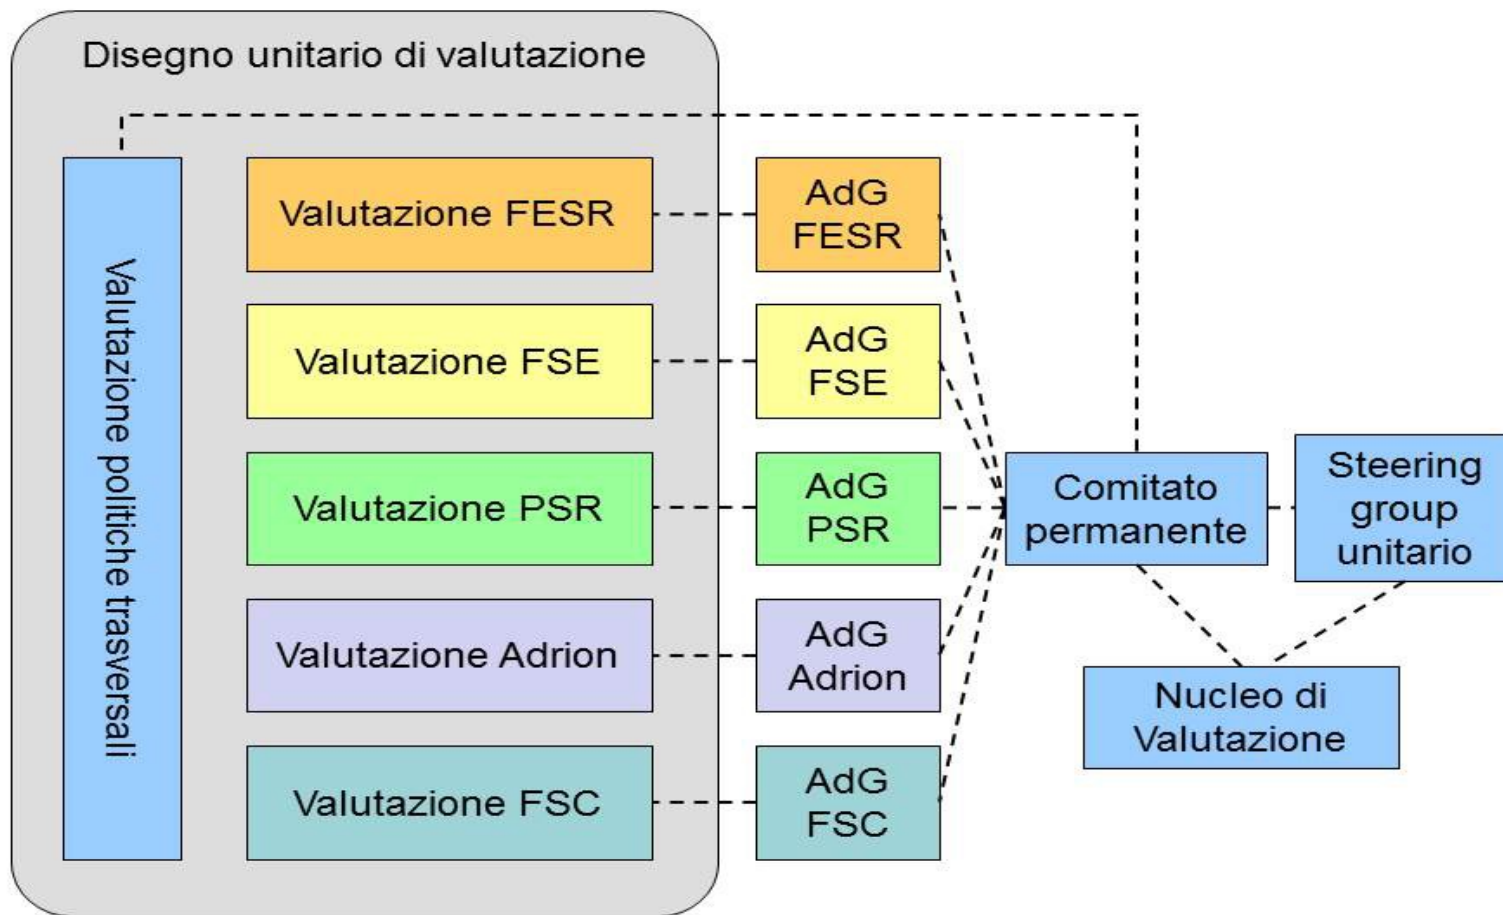 Disegno unitario di valutazione
Valutazione politiche trasversali
Valutazione FESR
AdG
FESR
Valutazione FSE
AdG
FSE
Valutazione PSR
AdG
PSR
Valutazione Adrion
AdG
Adrion
Valutazione FSC
AdG
FSC
Comitato
permanente
Steering
group
unitario
Nucleo di
Valutazione